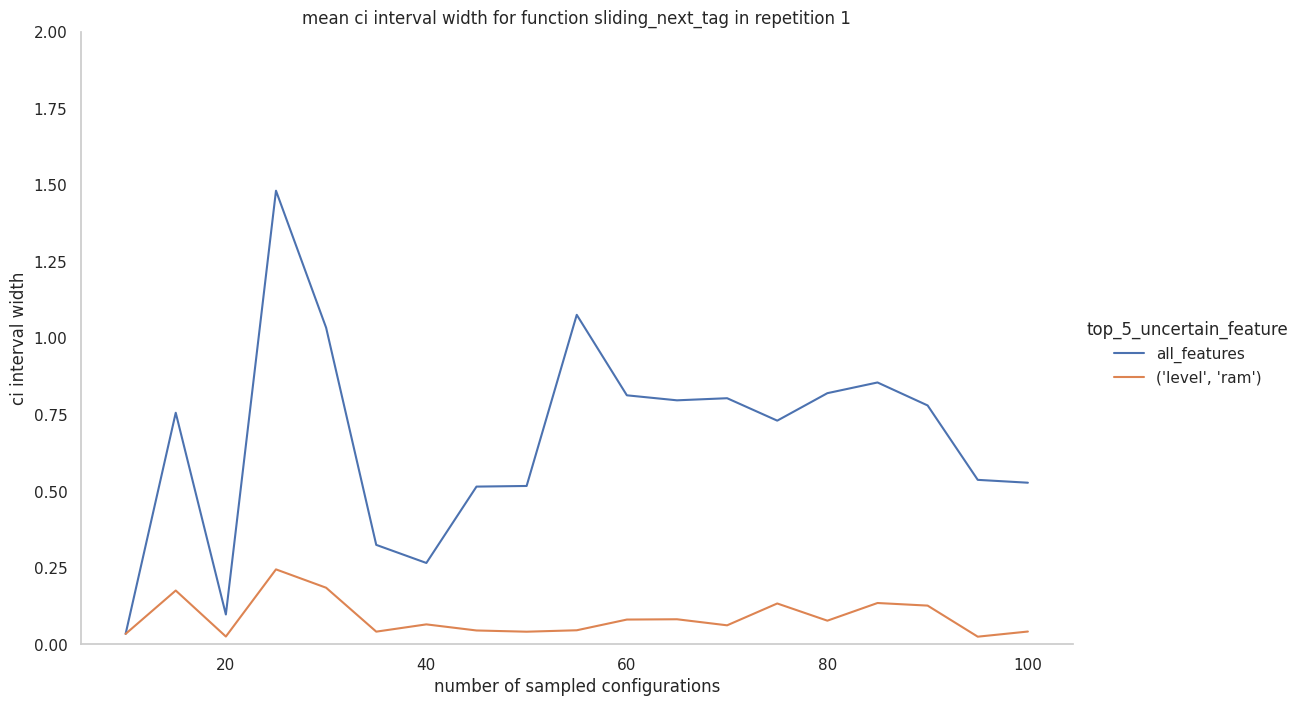 mean ci interval width for function sliding_next_tag in repetition 1
2.00
1.75
1.50
1.25
1.00
0.75
0.50
0.25
0.00
ci interval width
20 40 60 80 100
number of sampled configurations
top_5_uncertain_feature
all_features
('level', 'ram')